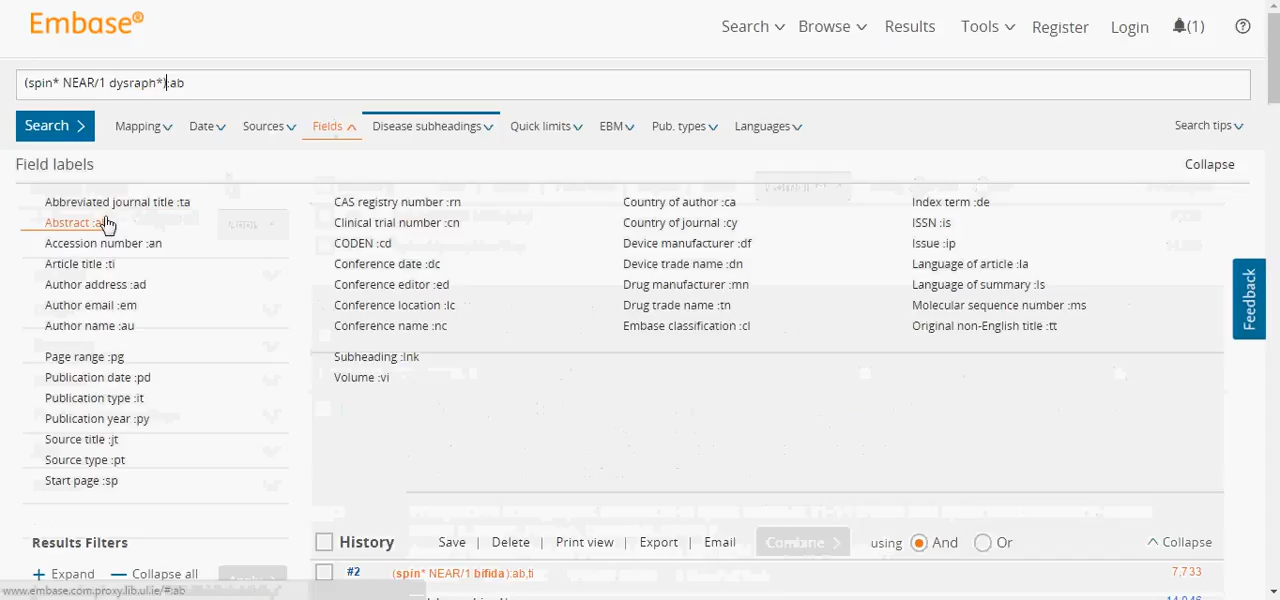 Embase®
Search Browse Results Tools Register Login (1)
(spin* NEAR/1 dysraph*):ab
Search Mapping Date Sources Fields Disease subheadings Quick limits EBM Pub. types Languages Search tips
Field labels Collapse
Abbreviated journal title :ta CAS registry number :rn Country of author :ca Index term :de
Abstract :a Clinical trial number :cn Country of journal :cy ISSN :is
Accession number :an CODEN :cd Device manufacturer :df Issue :ip
Article title :ti Conference date :dc Device trade name :dn Language of article :la
Author address :ad Conference editor :ed Drug manufacturer :mn Language of summary :ls
Author email :em Conference location :lc Drug trade name :tn Molecular sequence number :ms
Author name :au Conference name :nc Embase classification :cl Original non-English title :tt
Page range :pg Subheading :lnk
Publication date :pd Volume :vi
Publication type :it
Publication year :py
Source title :jt
Source type :pt
Start page :sp
Feedback
Results Filters
Expand Collapse all Apply
History Save | Delete | Print view | Export | Email Combine using And Or Collapse
#2 (spin* NEAR/1 bifida):ab,ti 7,733
www.embase.com.proxy.lib.ul.ie/#:ab